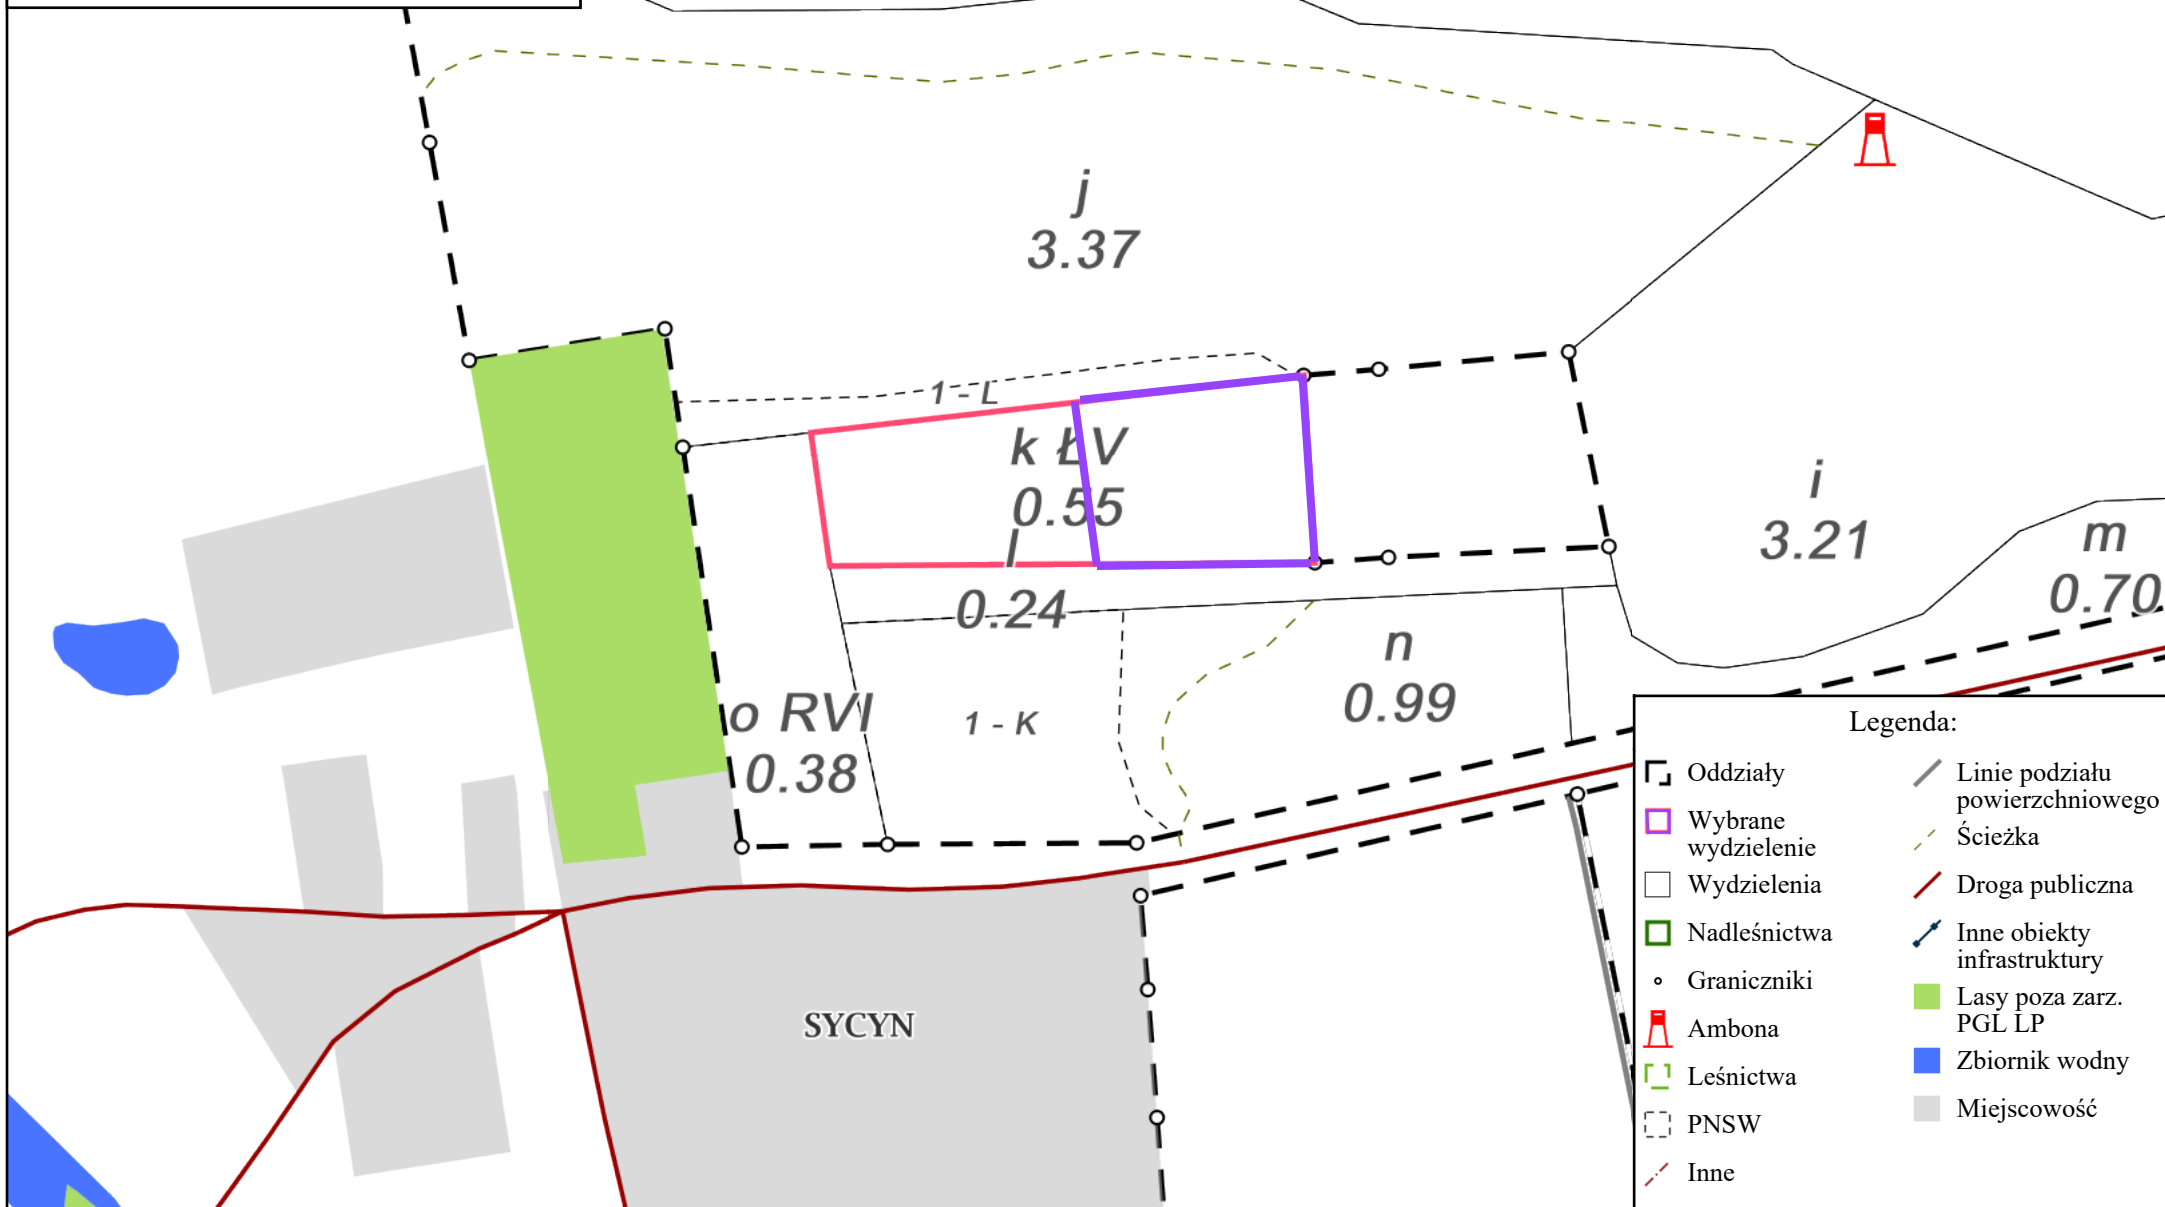 j
3.37
1 - L
k ŁV
0.55
l
0.24
i
3.21
m
0.70
n
0.99
o RVI
0.38
1 - K
SYCYN
Legenda:
Oddziały
Wybrane
wydzielenie
Wydzielenia
Nadleśnictwa
Graniczniki
Ambona
Leśnictwa
PNSW
Inne
Linie podziału
powierzchniowego
Ścieżka
Droga publiczna
Inne obiekty
infrastruktury
Lasy poza zarz.
PGL LP
Zbiornik wodny
Miejscowość